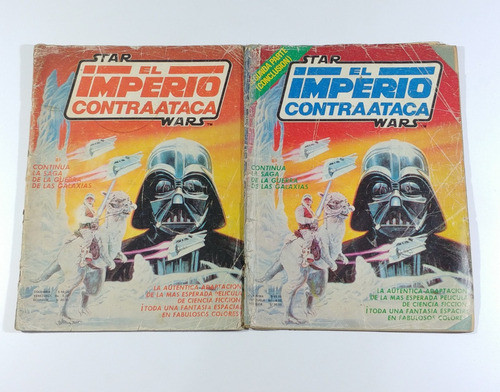 STAR
EL
IMPERIO
CONTRAATACA
WARS
CONTINUA
LA SAGA
DE LA GUERRA
DE LAS GALAXIAS
LA AUTENTICA ADAPTACION
DE LA MAS ESPERADA PELICULA
DE CIENCIA FICCION
¡TODA UNA FANTASIA ESPACIAL
EN FABULOSOS COLORES!
STAR
GUNDA PARTE
(CONCLUSION)
EL
IMPERIO
CONTRAATACA
WARS
CONTINUA
LA SAGA
DE LA GUERRA
DE LAS GALAXIAS
LA AUTENTICA ADAPTACION
DE LA MAS ESPERADA PELICULA
DE CIENCIA FICCION
¡TODA UNA FANTASIA ESPACIAL
EN FABULOSOS COLORES